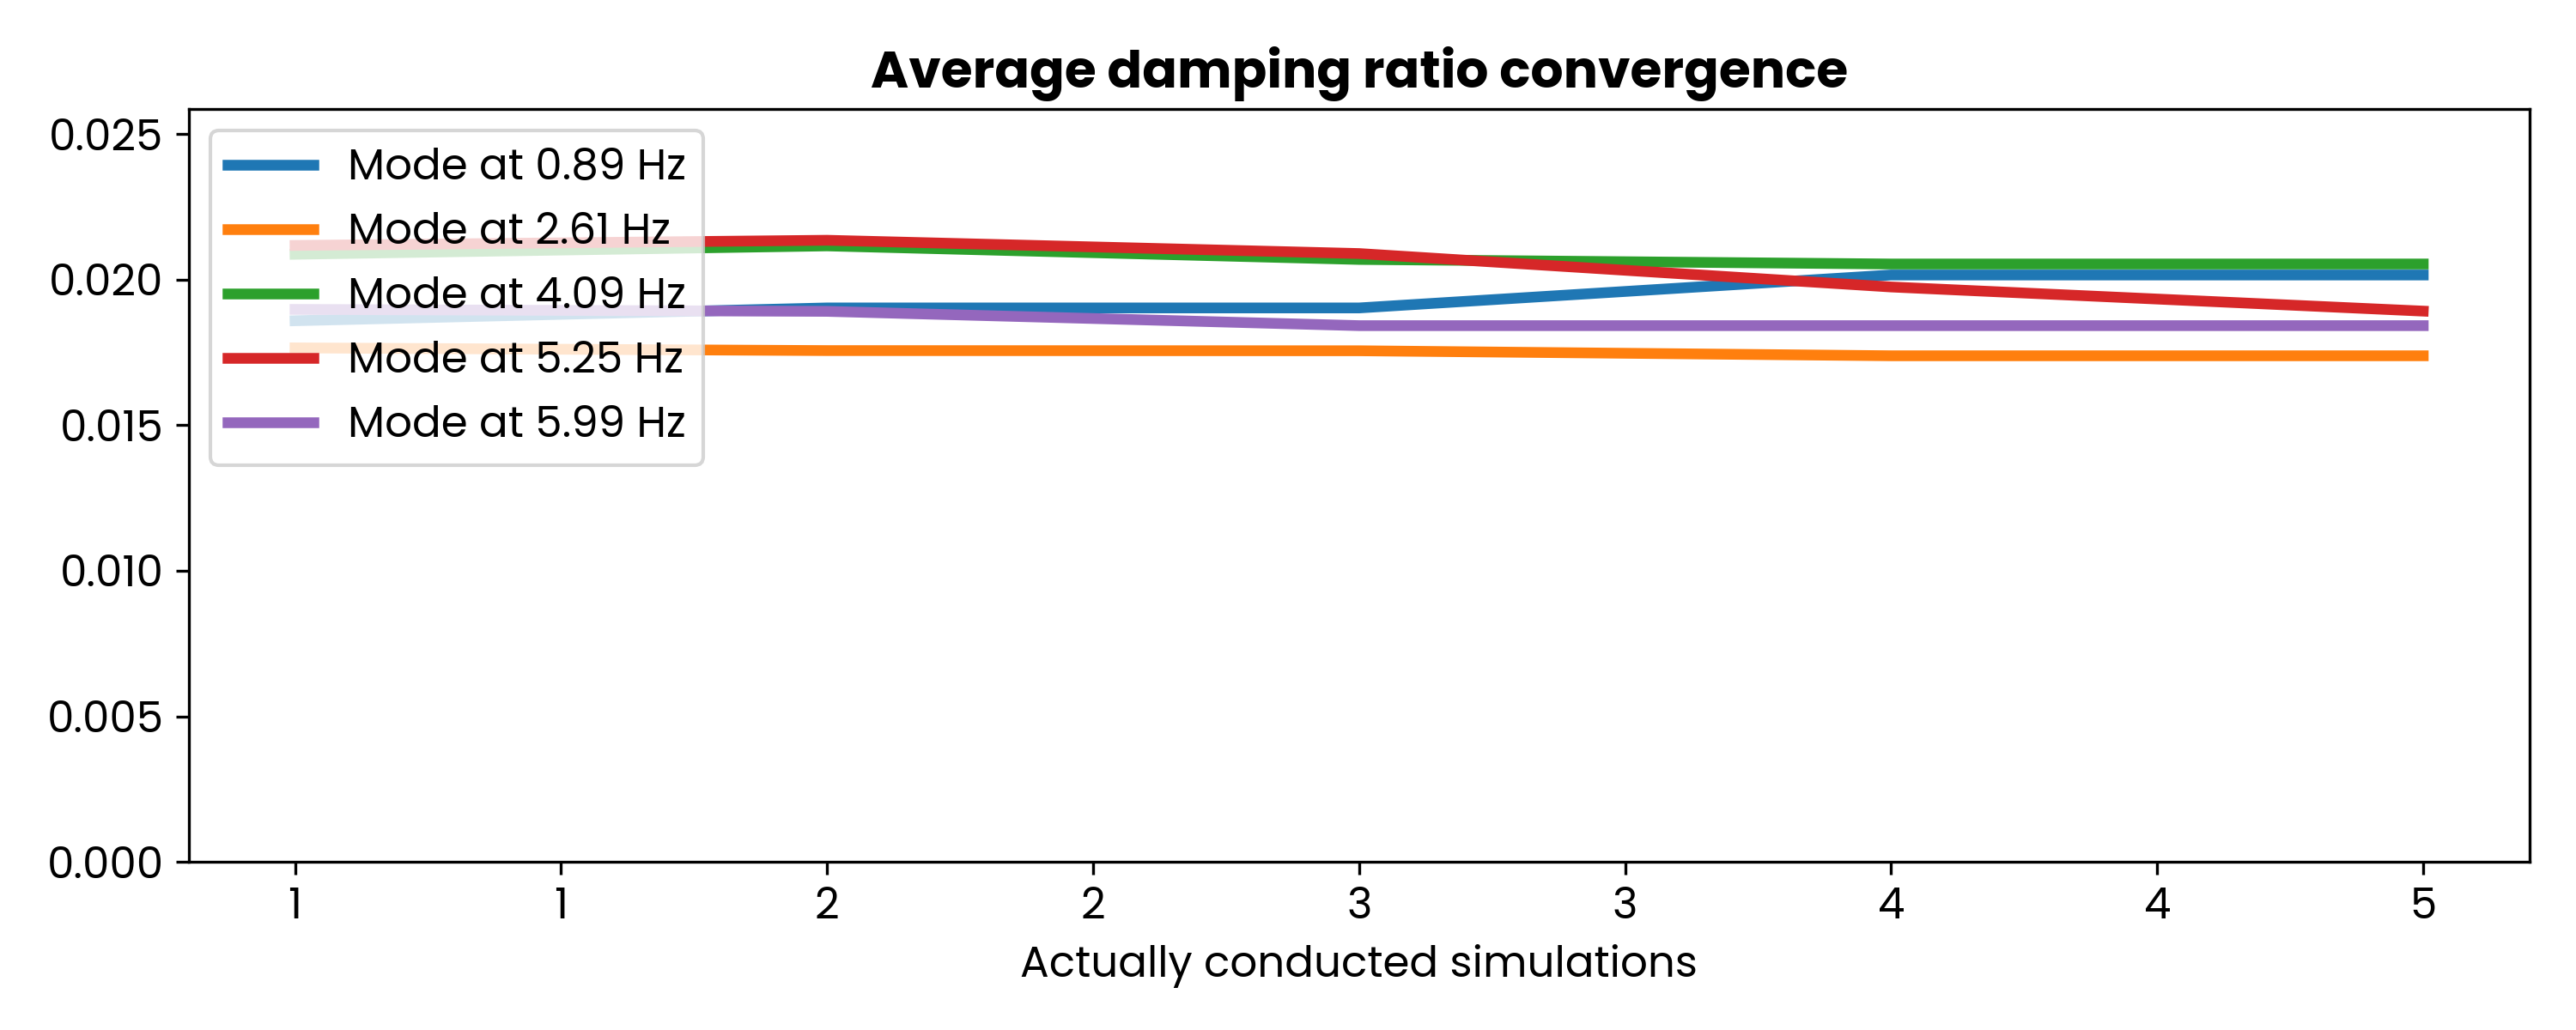 Average damping ratio convergence
0.025
0.020
0.015
0.010
0.005
0.000
Mode at 0.89 Hz
Mode at 2.61 Hz
Mode at 4.09 Hz
Mode at 5.25 Hz
Mode at 5.99 Hz
1 1 2 2 3 3 4 4 5
Actually conducted simulations